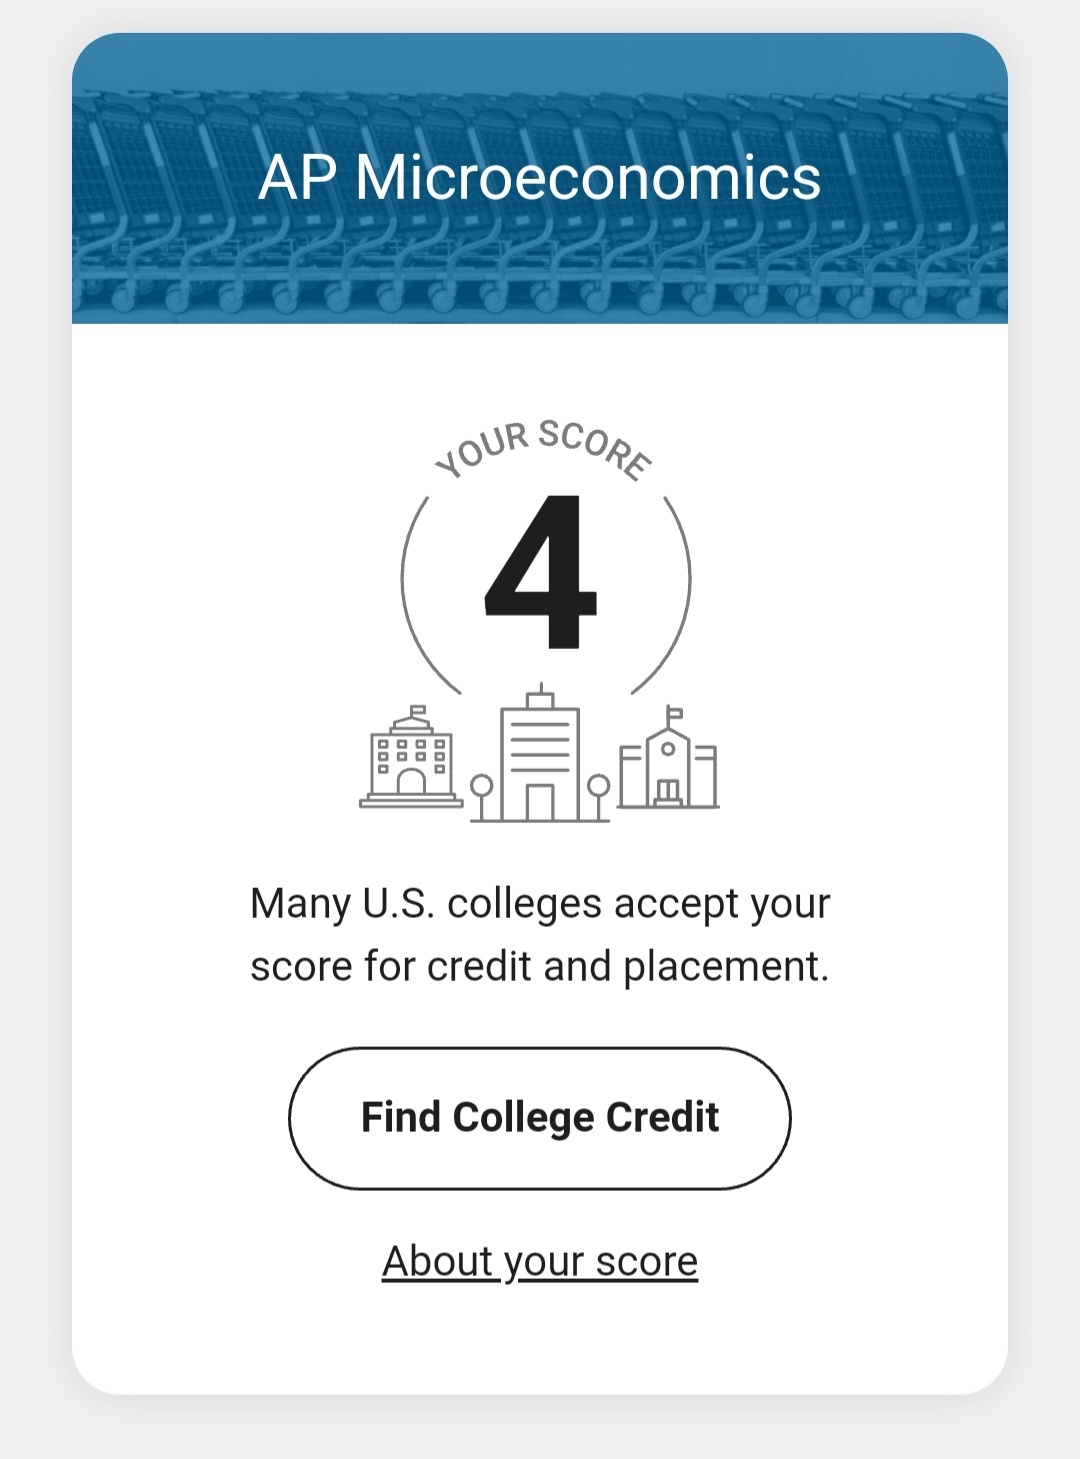 AP Microeconomics
YOUR SCORE
4
Many U.S. colleges accept your
score for credit and placement.
Find College Credit
About your score